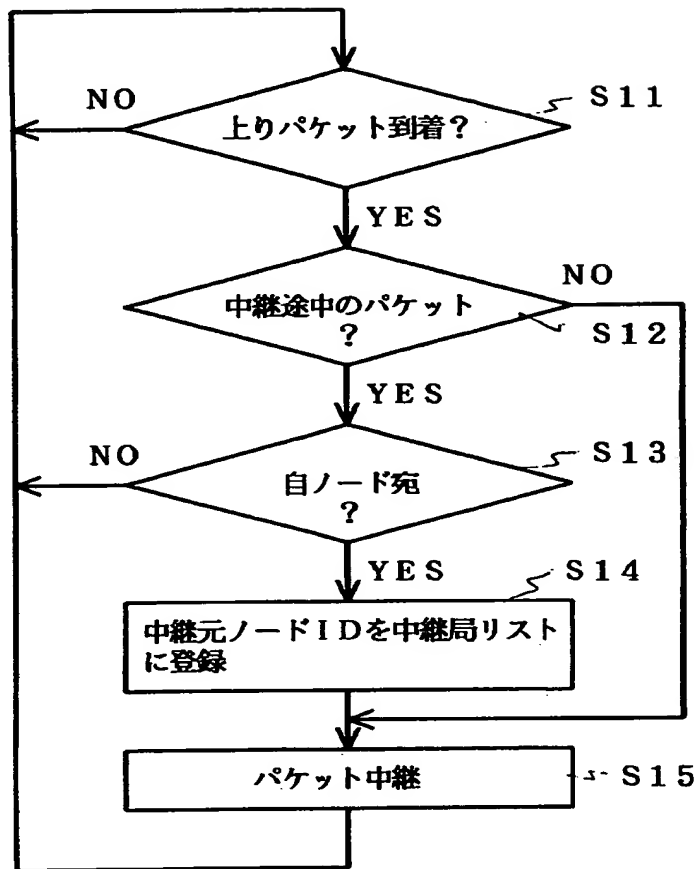 NO
上りパケット到着?
S11
YES
NO
中継途中のパケット
?
S12
YES
NO
自ノード宛
?
S13
YES
S14
中継元ノードIDを中継局リスト
に登録
パケット中継
S15